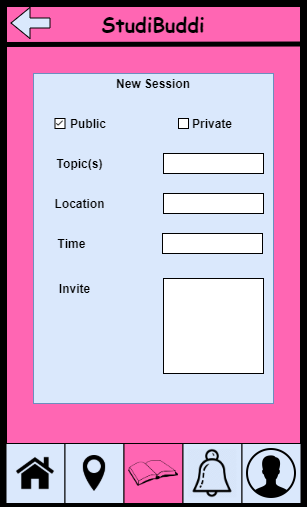 StudiBuddi
New Session
Public Private
Topic(s)
Location
Time
Invite